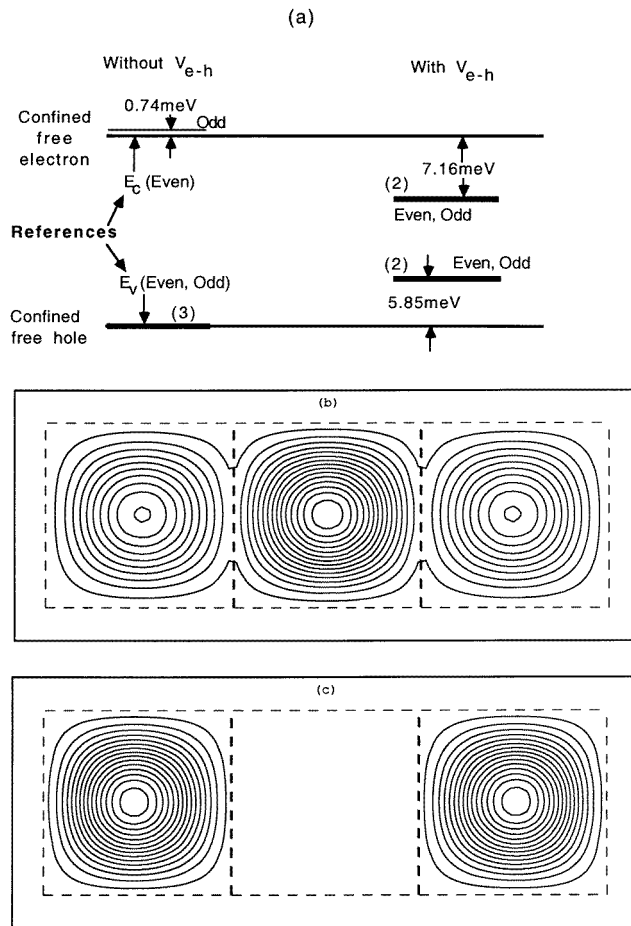 (a)
Without V e-h
With V e-h
0.74meV
Odd
Confined
free
electron
E c (Even)
7.16meV
(2)
Even, Odd
References
(2)
Even, Odd
E v (Even, Odd)
5.85meV
(3)
Confined
free hole
(b)
(c)